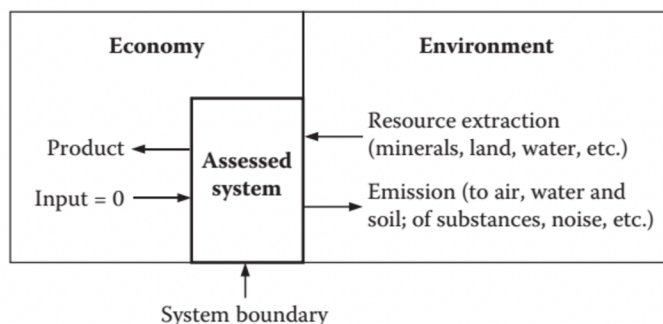 Economy
Environment
Product
Input = 0
Assessed
system
Resource extraction
(minerals, land, water, etc.)
Emission (to air, water and
soil; of substances, noise, etc.)
System boundary